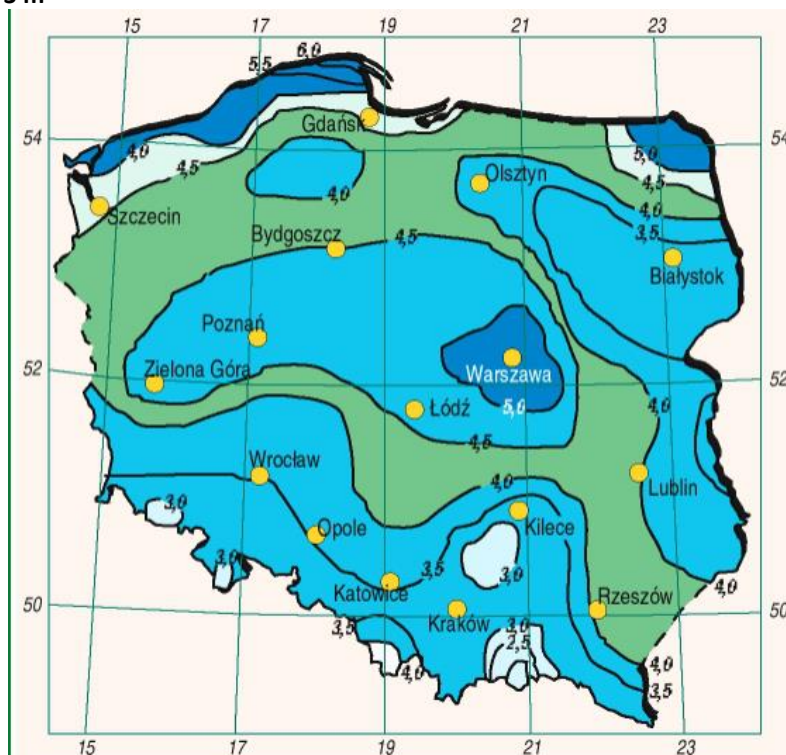 15 17 19 21 23
6,0
5,5
54 54
Gdańsk
4,0
5,0
4,5
4,5
Olsztyn
4,0
4,0
Szczecin
3,5
Bydgoszcz
4,5
Białystok
Poznań
52 52
Zielona Góra
Warszawa
5,0
4,0
Łódź
4,5
Wrocław
4,0
Lublin
3,0
Opole
Kilece
3,0
3,5
3,0
Katowice
Rzeszów
4,0
50 50
Kraków
3,5
3,0
2,5
4,0
4,0
3,5
15 17 19 21 23